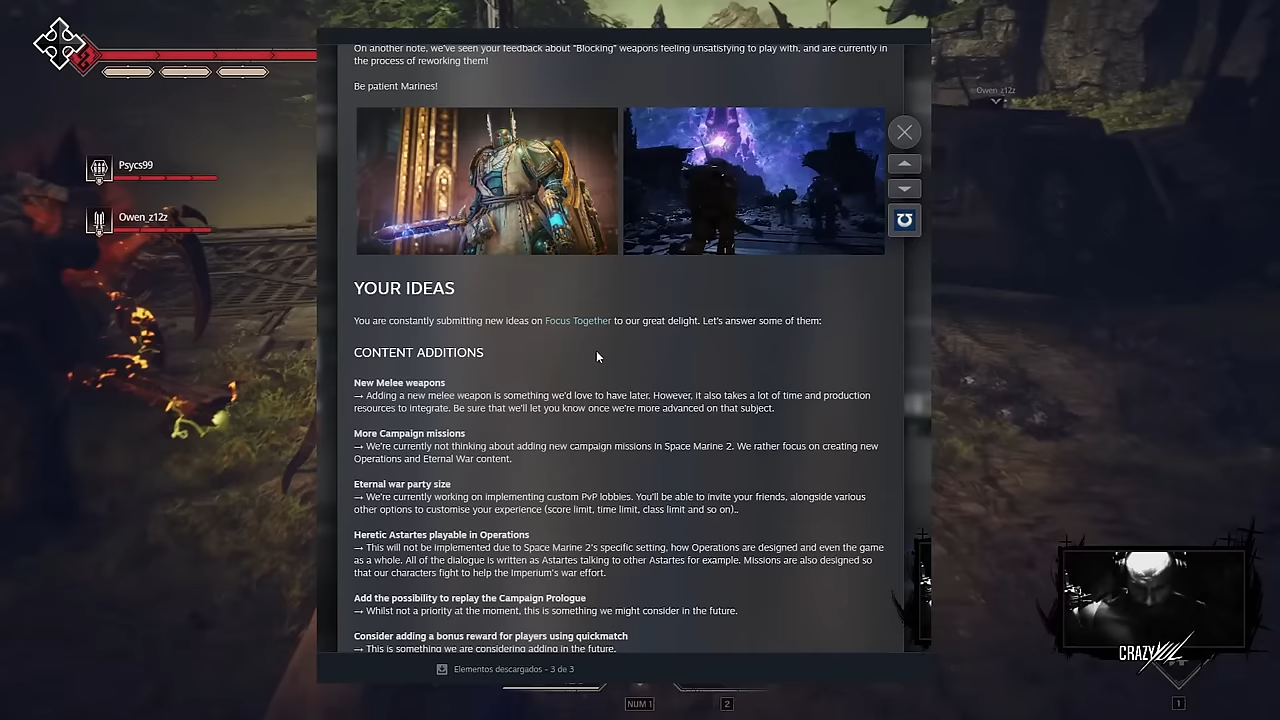 On another note, we've seen your feedback about "Blocking" weapons feeling unsatisfying to play with, and are currently in
the process of reworking them!
Be patient Marines!
Owen_z12z
Psycs99
Owen_z12z
YOUR IDEAS
You are constantly submitting new ideas on Focus Together to our great delight. Let's answer some of them:
CONTENT ADDITIONS
New Melee weapons
→ Adding a new melee weapon is something we'd love to have later. However, it also takes a lot of time and production
resources to integrate. Be sure that we'll let you know once we're more advanced on that subject.
More Campaign missions
→ We're currently not thinking about adding new campaign missions in Space Marine 2. We rather focus on creating new
Operations and Eternal War content.
Eternal war party size
→ We're currently working on implementing custom PvP lobbies. You'll be able to invite your friends, alongside various
other options to customise your experience (score limit, time limit, class limit and so on)..
Heretic Astartes playable in Operations
→ This will not be implemented due to Space Marine 2's specific setting, how Operations are designed and even the game
as a whole. All of the dialogue is written as Astartes talking to other Astartes for example. Missions are also designed so
that our characters fight to help the Imperium's war effort.
Add the possibility to replay the Campaign Prologue
→ Whilst not a priority at the moment, this is something we might consider in the future.
Consider adding a bonus reward for players using quickmatch
→ This is something we are considering adding in the future.
Elementos descargados – 3 de 3
CRAZY
NUM 1
2
1